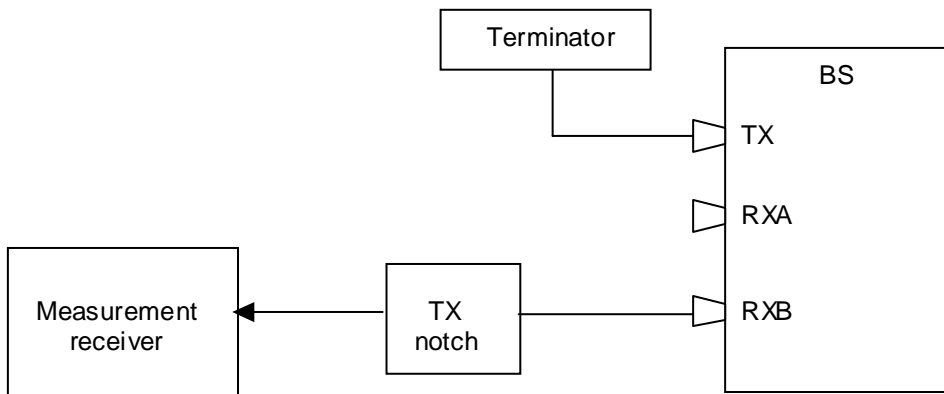 Terminator
BS
TX
RXA
Measurement
receiver
TX
notch
RXB